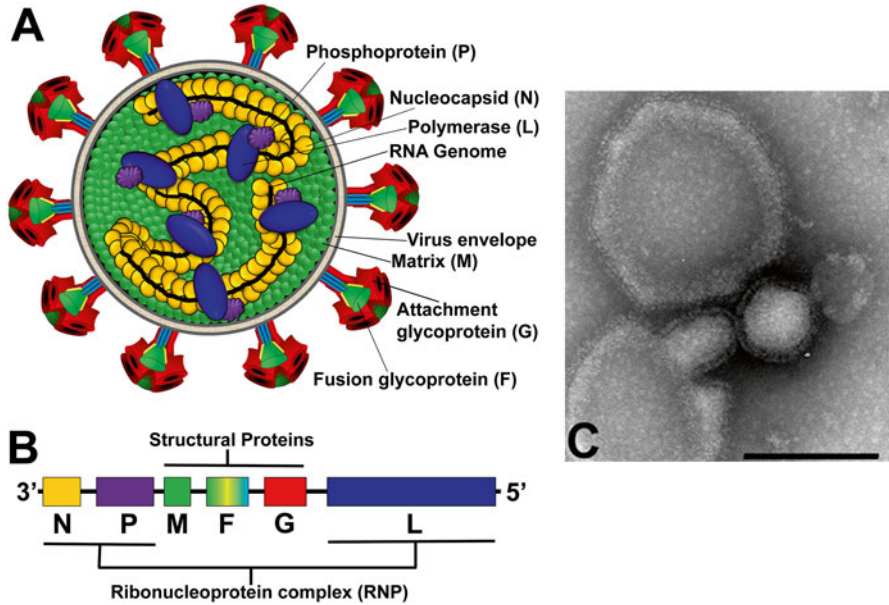 A
Phosphoprotein (P)
Nucleocapsid (N)
Polymerase (L)
RNA Genome
Virus envelope
Matrix (M)
Attachment
glycoprotein (G)
Fusion glycoprotein (F)
B
Structural Proteins
3’ 5’
N P M F G L
Ribonucleoprotein complex (RNP)
C